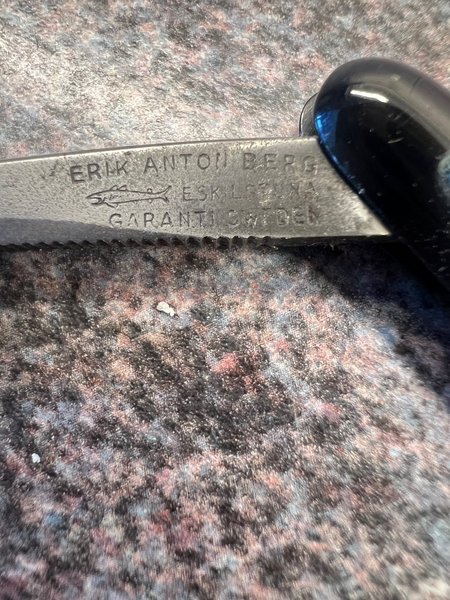 ERIK ANTON BERG
ESKILSTUNA
GARANTI SWEDEN